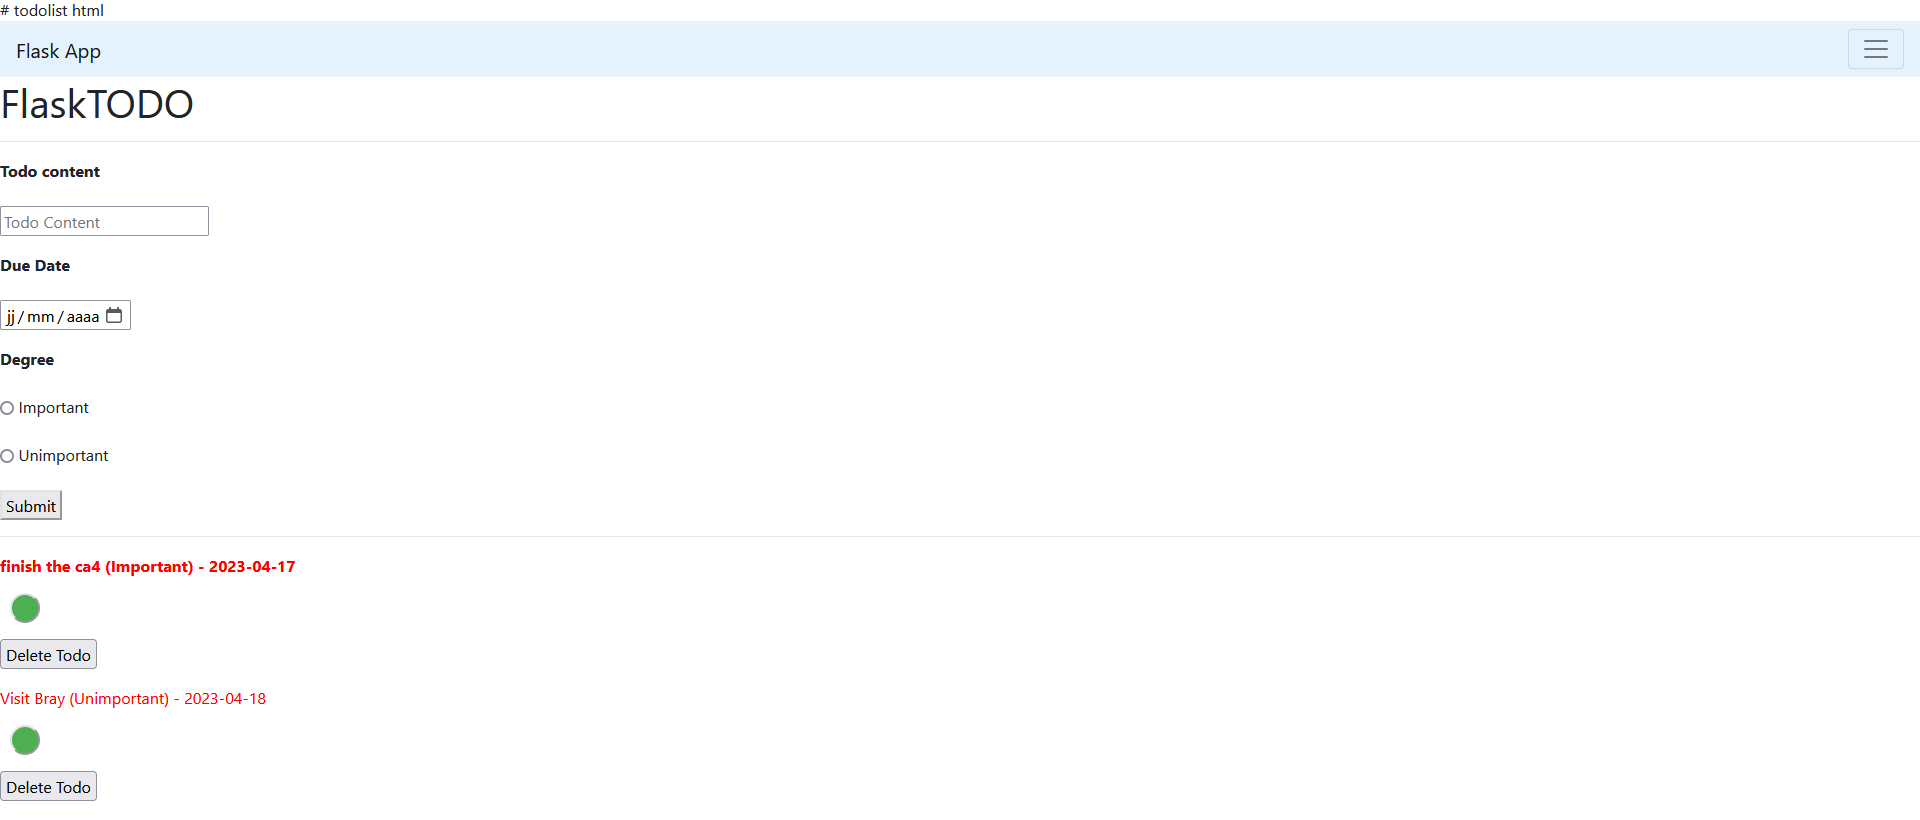 # todolist html
Flask App
FlaskTODO
Todo content
Todo Content
Due Date
jj/mm/aaaa
Degree
Important
Unimportant
Submit
finish the ca4 (Important) - 2023-04-17
Delete Todo
Visit Bray (Unimportant) - 2023-04-18
Delete Todo